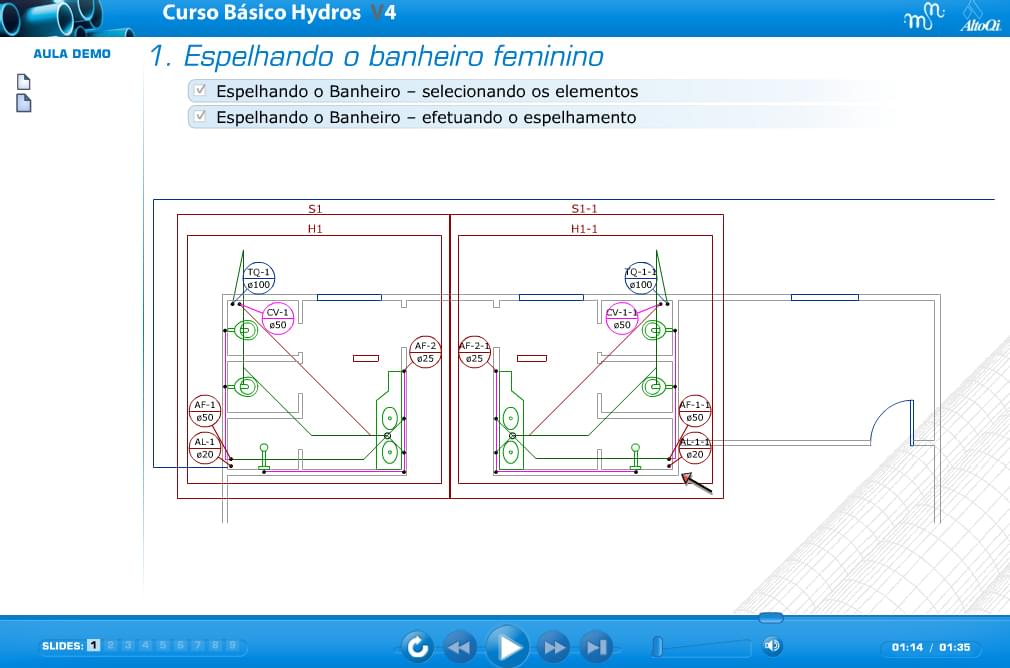 Curso Básico Hydros V4
AltoQi
AULA DEMO
1. Espelhando o banheiro feminino
Espelhando o Banheiro – selecionando os elementos
Espelhando o Banheiro – efetuando o espelhamento
S1
S1-1
H1
H1-1
TQ-1
ø100
TQ-1-1
ø100
CV-1
ø50
CV-1-1
ø50
AF-2
ø25
AF-2-1
ø25
AF-1
ø50
AF-1-1
ø50
AL-1
ø20
AL-1-1
ø20
SLIDES: 1 2 3 4 5 6 7 8 9
01:14 / 01:35